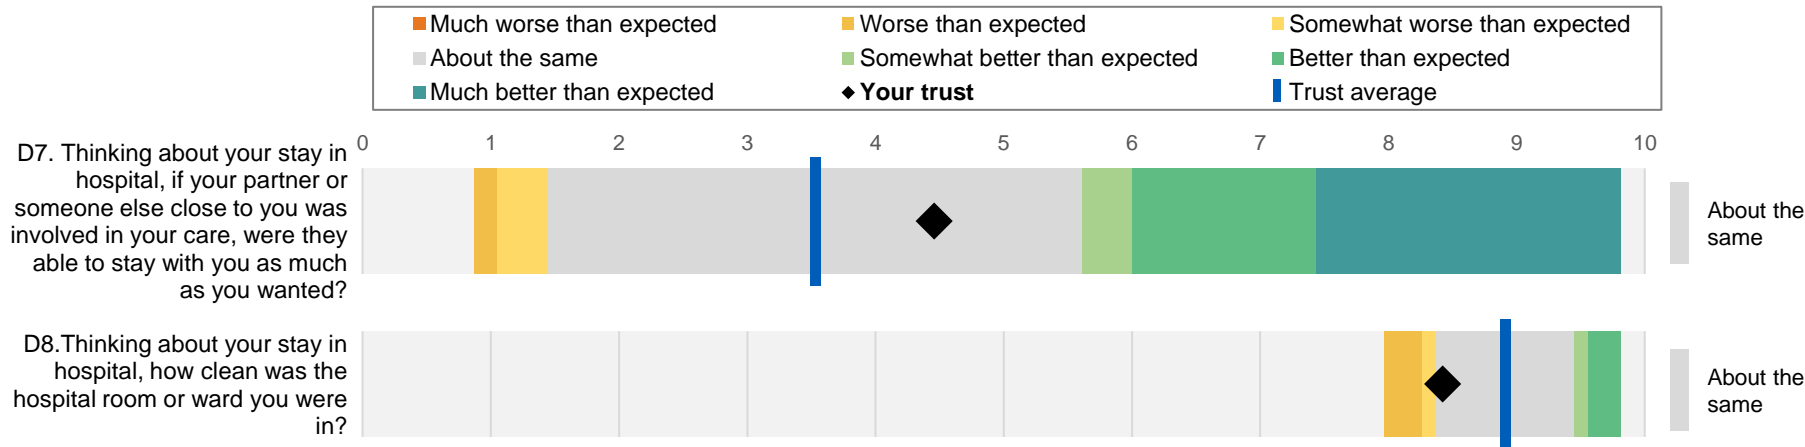 Much worse than expected
Worse than expected
Somewhat worse than expected
About the same
Somewhat better than expected
Better than expected
Much better than expected
Your trust
Trust average
0 1 2 3 4 5 6 7 8 9 10
D7. Thinking about your stay in
hospital, if your partner or
someone else close to you was
involved in your care, were they
able to stay with you as much
as you wanted?
About the
same
D8.Thinking about your stay in
hospital, how clean was the
hospital room or ward you were
in?
About the
same